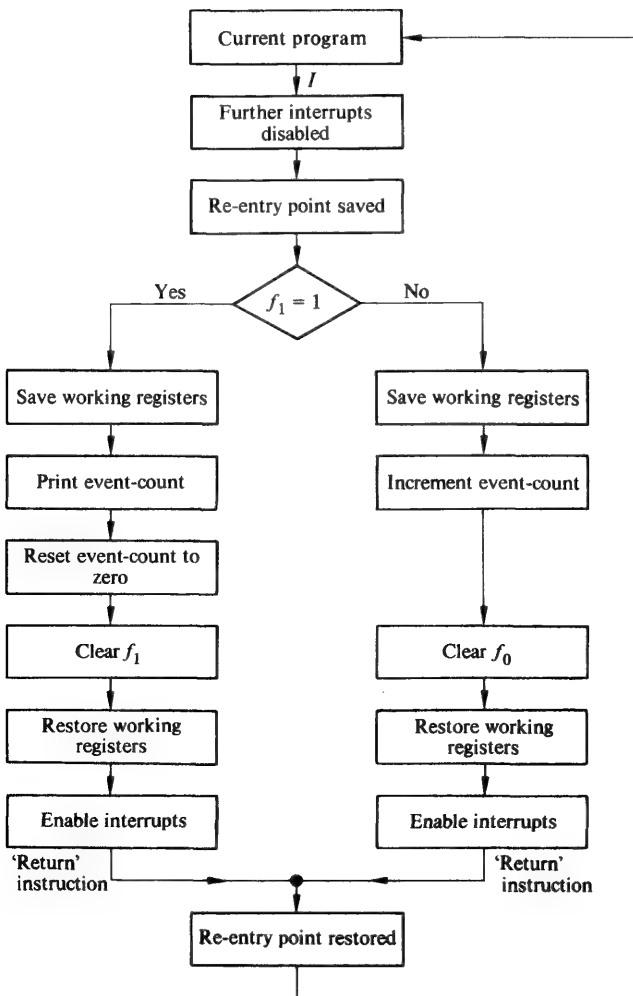 Current program
I
Further interrupts
disabled
Re-entry point saved
Yes
f₁ = 1
No
Save working registers
Save working registers
Print event-count
Increment event-count
Reset event-count to
zero
Clear f₁
Clear f₀
Restore working
registers
Restore working
registers
Enable interrupts
Enable interrupts
‘Return’
instruction
‘Return’
instruction
Re-entry point restored